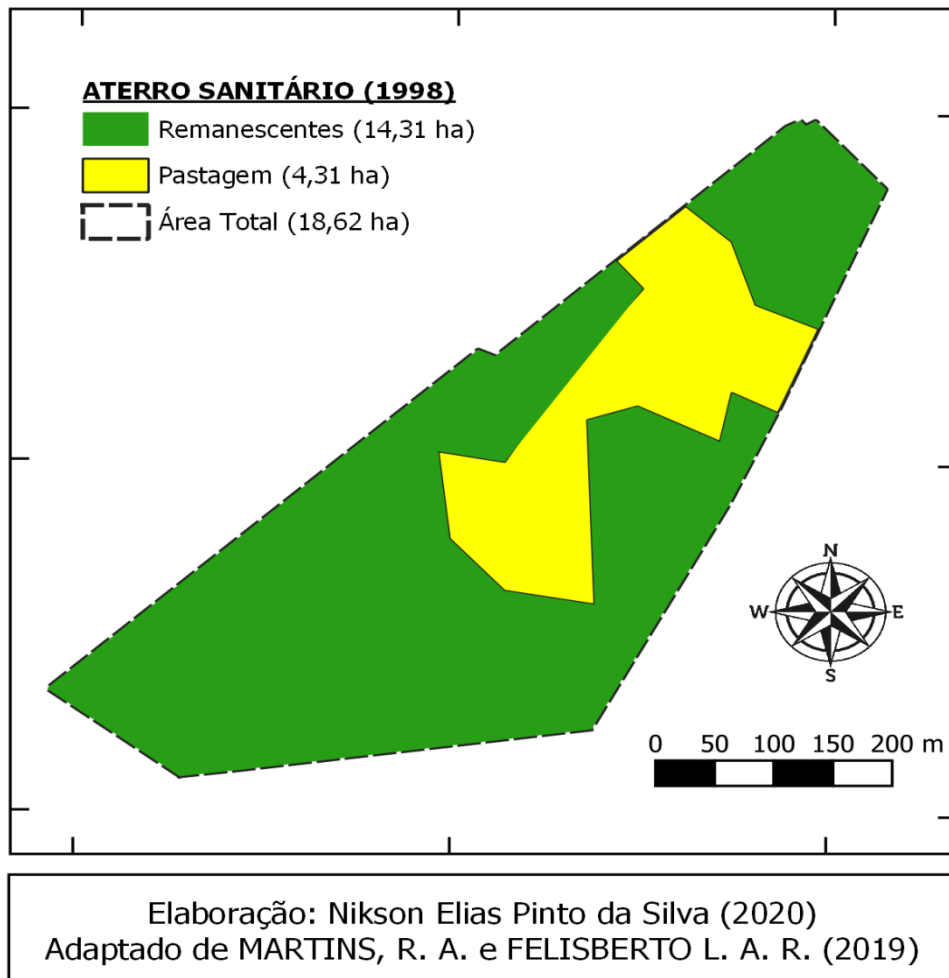 ATERRO SANITÁRIO (1998)
Remanescentes (14,31 ha)
Pastagem (4,31 ha)
Área Total (18,62 ha)
N
W E
S
0 50 100 150 200 m
Elaboração: Nikson Elias Pinto da Silva (2020)
Adaptado de MARTINS, R. A. e FELISBERTO L. A. R. (2019)